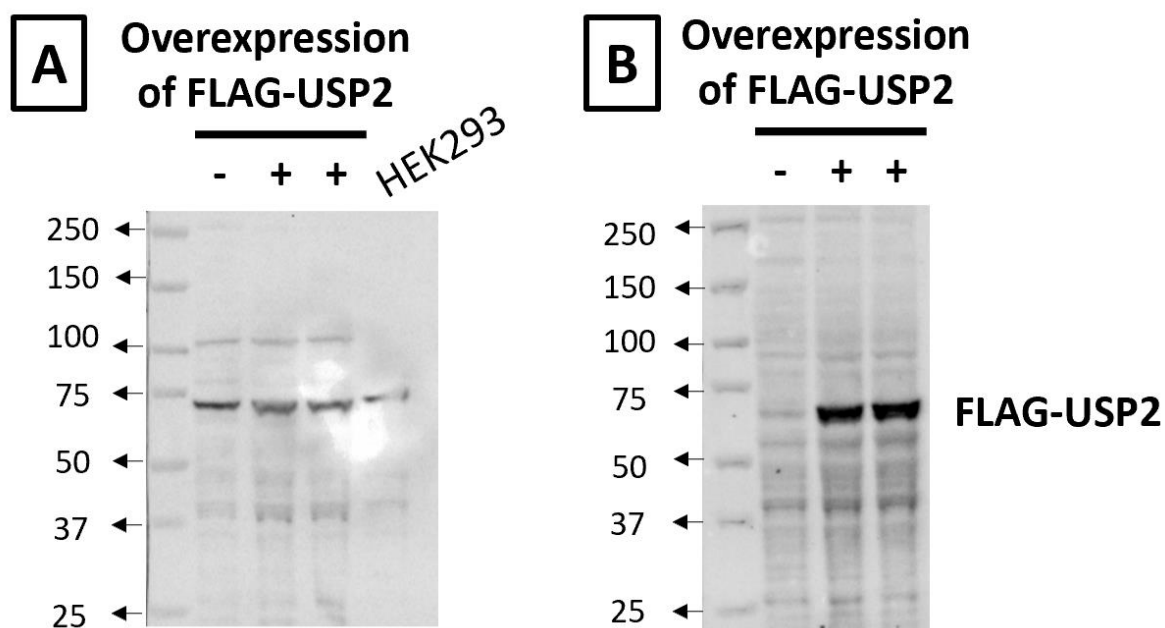 A
Overexpression
of FLAG-USP2
- + + HEK293
250
150
100
75
50
37
25
B
Overexpression
of FLAG-USP2
- + +
250
150
100
75
50
37
25
FLAG-USP2